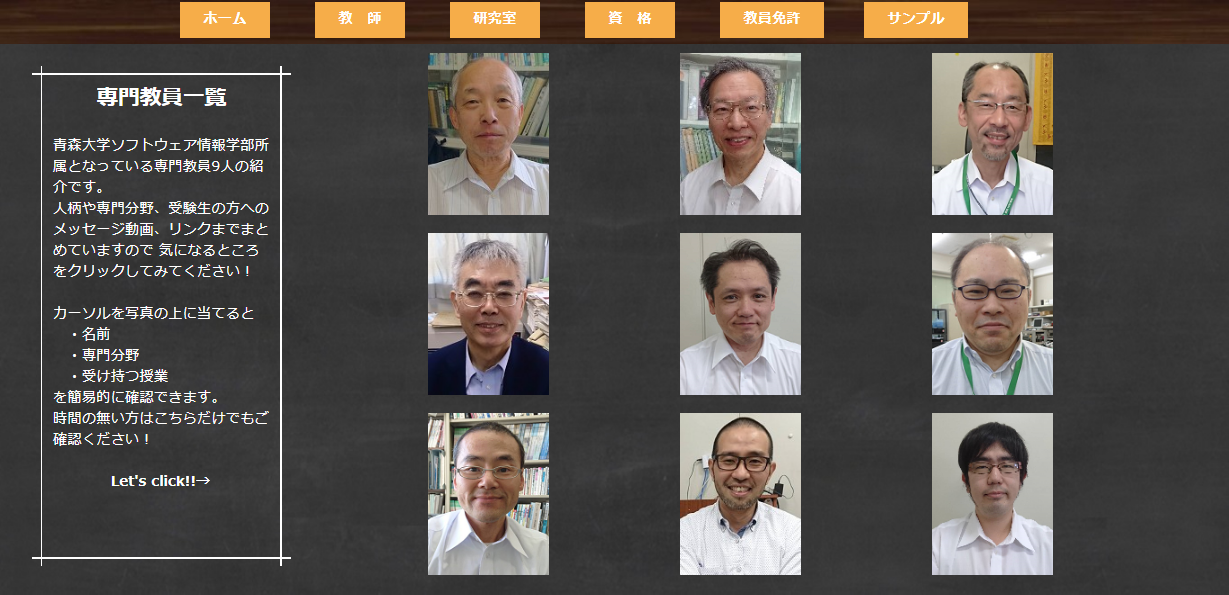 ホーム 教　師 研究室 資　格 教員免許 サンプル
専門教員一覧
青森大学ソフトウェア情報学部所
属となっている専門教員9人の紹
介です。
人柄や専門分野、受験生の方への
メッセージ動画、リンクまでまと
めていますので 気になるところ
をクリックしてみてください！
カーソルを写真の上に当てると
・名前
・専門分野
・受け持つ授業
を簡易的に確認できます。
時間の無い方はこちらだけでもご
確認ください！
Let's click!!→